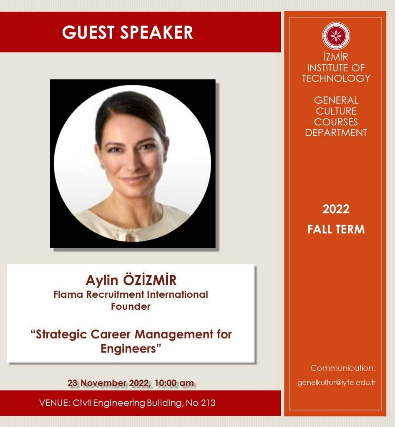 GUEST SPEAKER
Aylin ÖZİZMİR
Flama Recruitment International
Founder
“Strategic Career Management for
Engineers”
23 November 2022, 10:00 am
VENUE: Civil Engineering Building, No 213
İZMİR
INSTITUTE OF
TECHNOLOGY
GENERAL
CULTURE
COURSES
DEPARTMENT
2022
FALL TERM
Communication:
genelkultur@iyte.edu.tr